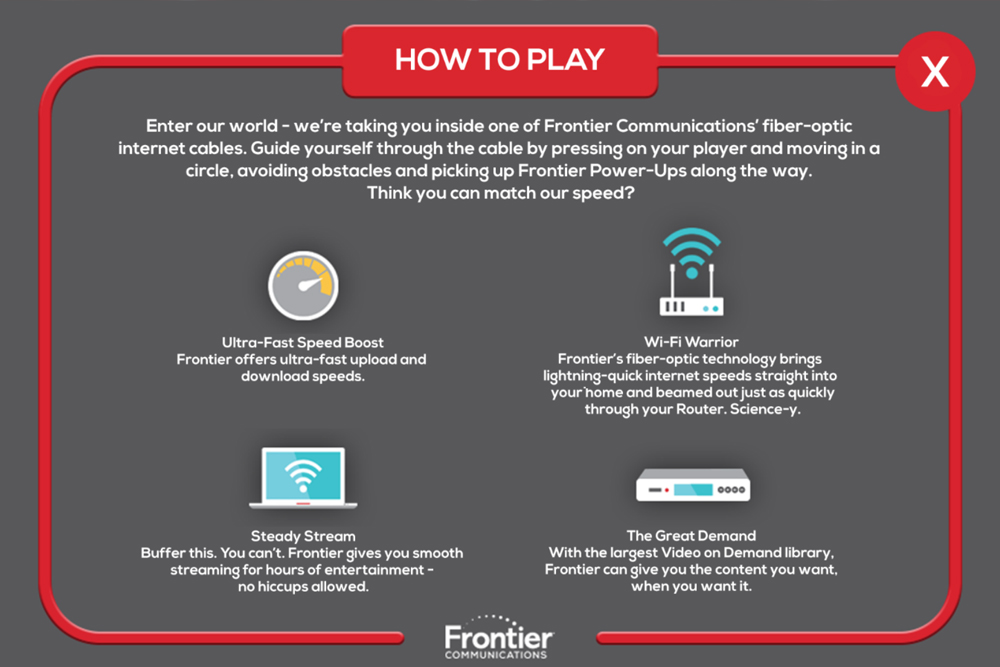 HOW TO PLAY
X
Enter our world - we're taking you inside one of Frontier Communications' fiber-optic
internet cables. Guide yourself through the cable by pressing on your player and moving in a
circle, avoiding obstacles and picking up Frontier Power-Ups along the way.
Think you can match our speed?
Ultra-Fast Speed Boost
Frontier offers ultra-fast upload and
download speeds.
Wi-Fi Warrior
Frontier's fiber-optic technology brings
lightning-quick internet speeds straight into
your home and beamed out just as quickly
through your Router. Science-y.
Steady Stream
Buffer this. You can't. Frontier gives you smooth
streaming for hours of entertainment -
no hiccups allowed.
The Great Demand
With the largest Video on Demand library,
Frontier can give you the content you want,
when you want it.
Frontier
COMMUNICATIONS